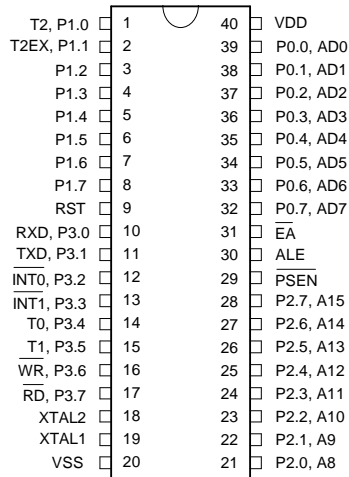 T2, P1.0 1 40 VDD
T2EX, P1.1 2 39 P0.0, AD0
P1.2 3 38 P0.1, AD1
P1.3 4 37 P0.2, AD2
P1.4 5 36 P0.3, AD3
P1.5 6 35 P0.4, AD4
P1.6 7 34 P0.5, AD5
P1.7 8 33 P0.6, AD6
RST 9 32 P0.7, AD7
RXD, P3.0 10 31 EA
TXD, P3.1 11 30 ALE
INT0, P3.2 12 29 PSEN
INT1, P3.3 13 28 P2.7, A15
T0, P3.4 14 27 P2.6, A14
T1, P3.5 15 26 P2.5, A13
WR, P3.6 16 25 P2.4, A12
RD, P3.7 17 24 P2.3, A11
XTAL2 18 23 P2.2, A10
XTAL1 19 22 P2.1, A9
VSS 20 21 P2.0, A8